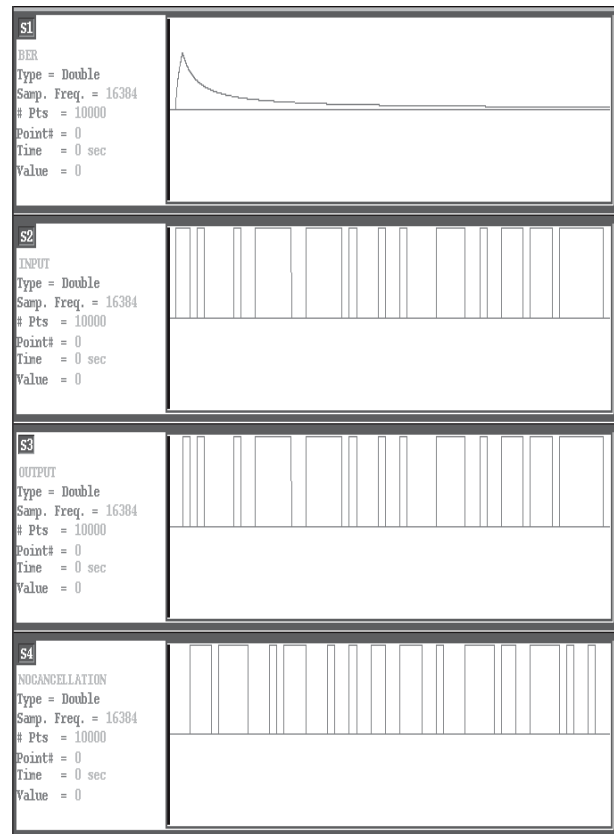 S1
BER
Type = Double
Samp. Freq. = 16384
# Pts = 10000
Point# = 0
Time = 0 sec
Value = 0
S2
INPUT
Type = Double
Samp. Freq. = 16384
# Pts = 10000
Point# = 0
Time = 0 sec
Value = 0
S3
OUTPUT
Type = Double
Samp. Freq. = 16384
# Pts = 10000
Point# = 0
Time = 0 sec
Value = 0
S4
NOCANCELLATION
Type = Double
Samp. Freq. = 16384
# Pts = 10000
Point# = 0
Time = 0 sec
Value = 0